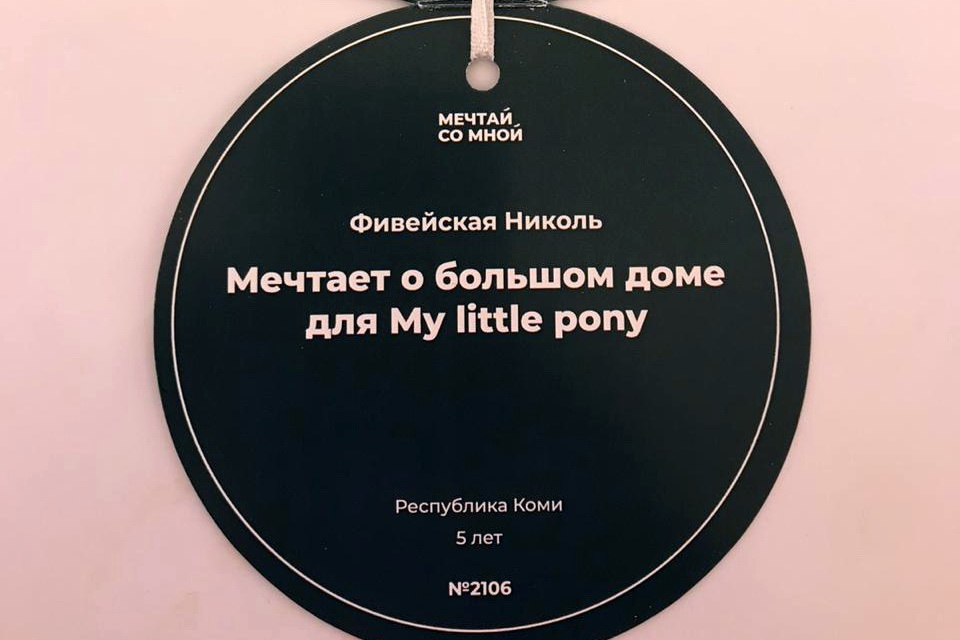 МЕЧТАЙ
СО МНОЙ
Фивейская Николь
Мечтает о большом доме
для My little pony
Республика Коми
5 лет
№2106